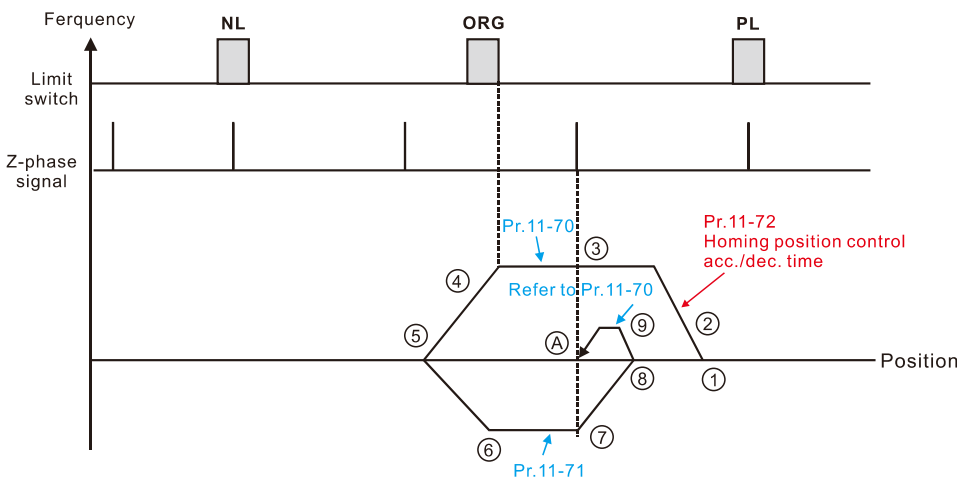 Ferquency
NL
ORG
PL
Limit
switch
Z-phase
signal
Pr.11-70
③
Pr.11-72
Homing position control
acc./dec. time
④
Refer to Pr.11-70
⑤
Ⓐ
⑨
②
Position
⑧
①
⑥
⑦
Pr.11-71